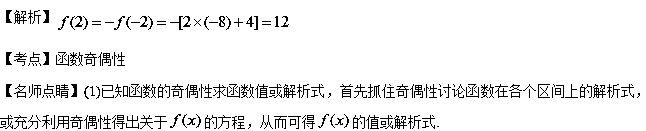 【解析】f(2)=−f(−2)=−[2×(−8)+4]=12
【考点】函数奇偶性
【名师点睛】(1)已知函数的奇偶性求函数值或解析式，首先抓住奇偶性讨论函数在各个区间上的解析式，
或充分利用奇偶性得出关于 f(x) 的方程，从而可得 f(x) 的值或解析式.